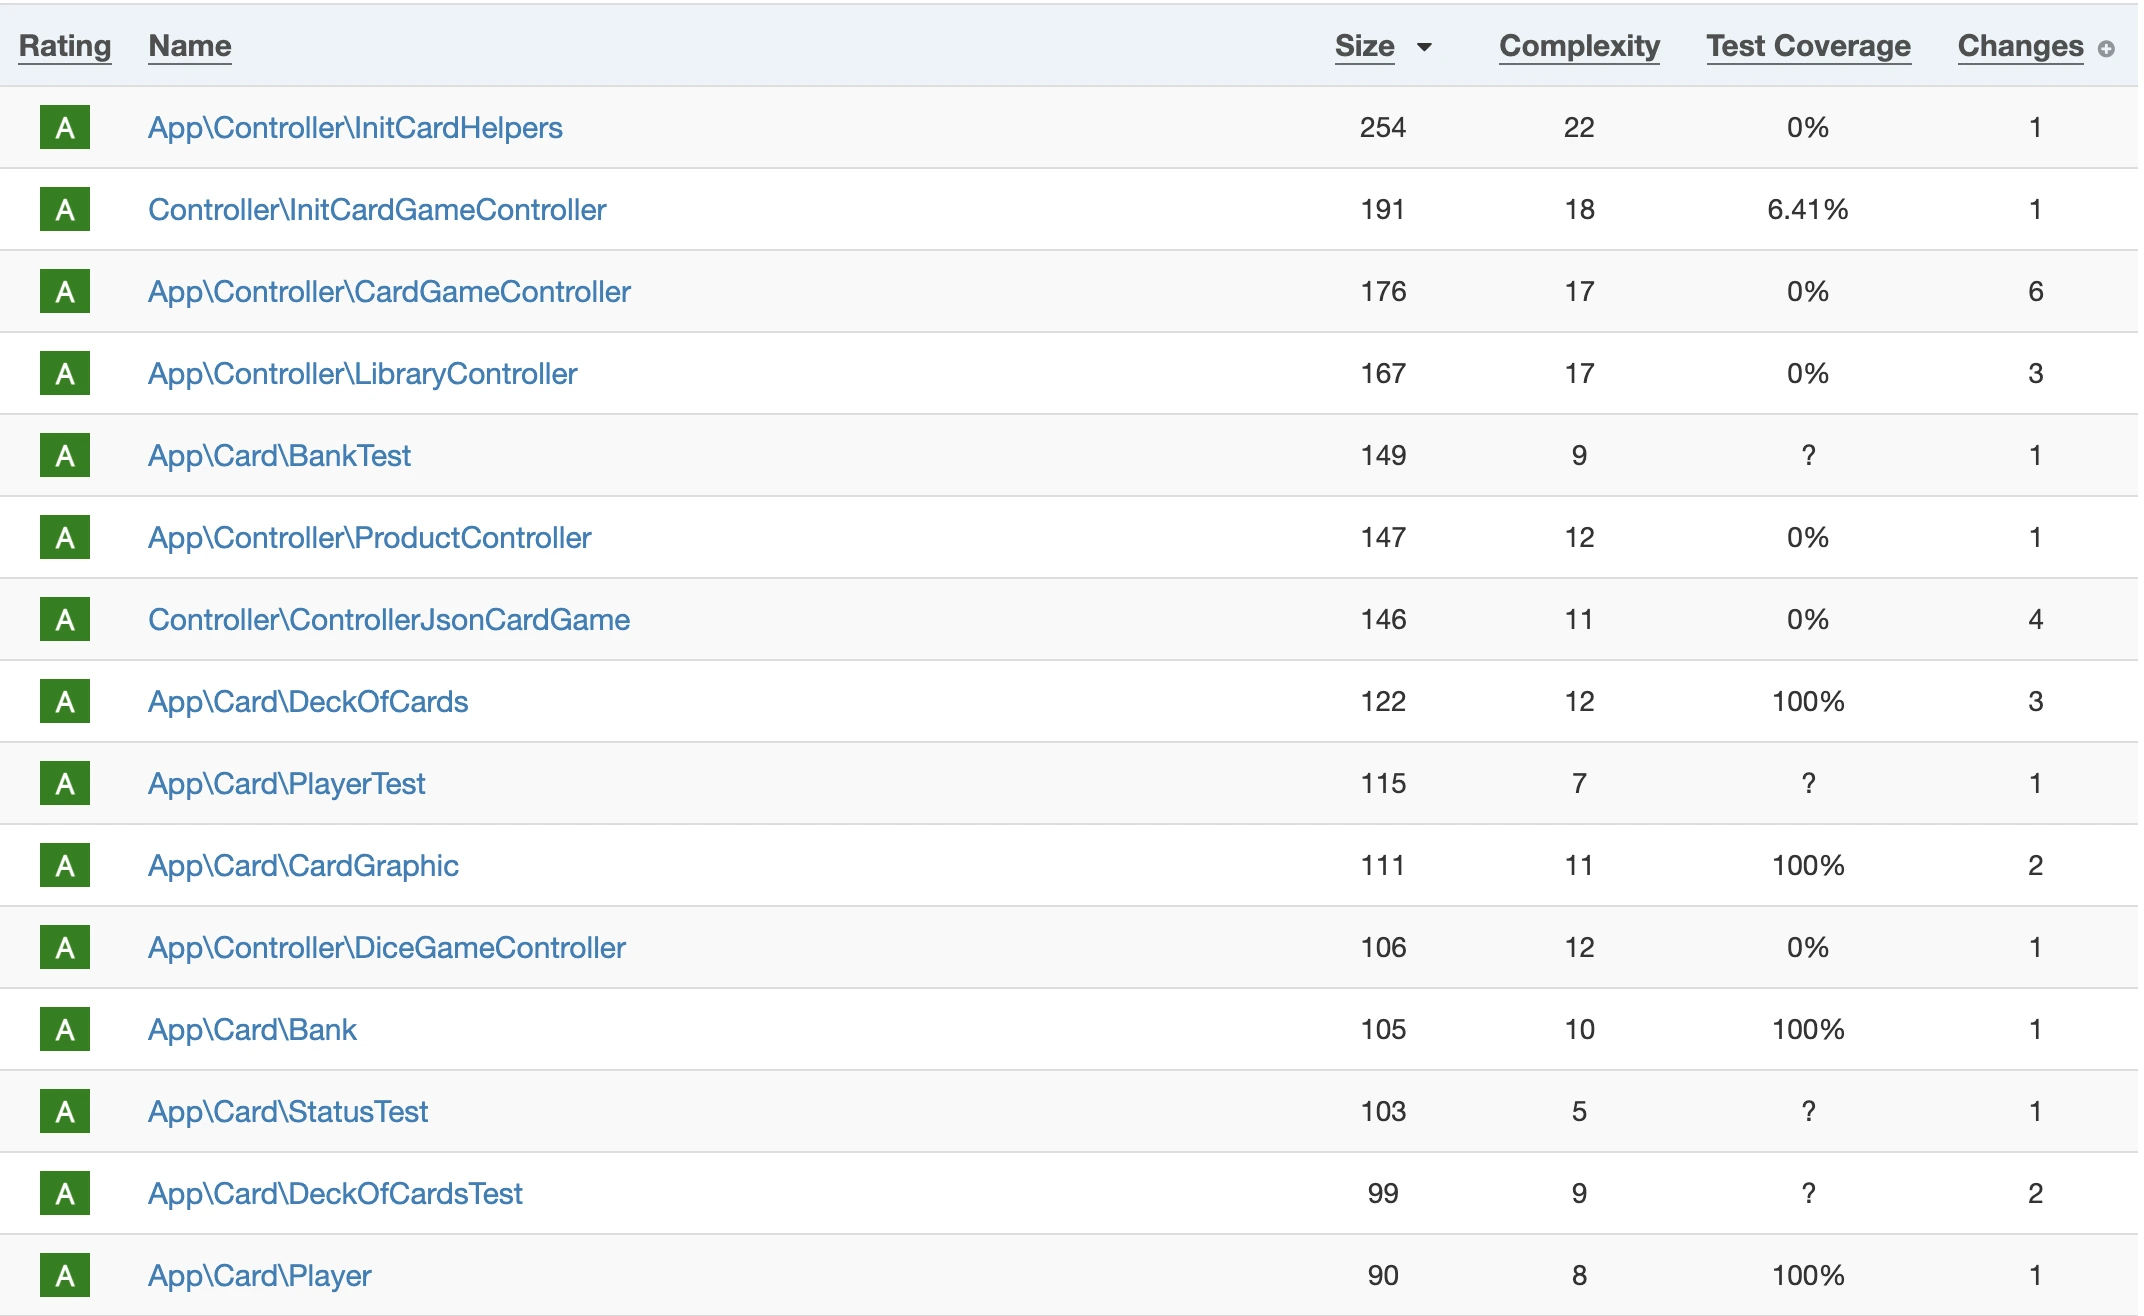 Rating Name Size Complexity Test Coverage Changes
A App\Controller\InitCardHelpers 254 22 0% 1
A Controller\InitCardGameController 191 18 6.41% 1
A App\Controller\CardGameController 176 17 0% 6
A App\Controller\LibraryController 167 17 0% 3
A App\Card\BankTest 149 9 ? 1
A App\Controller\ProductController 147 12 0% 1
A Controller\ControllerJsonCardGame 146 11 0% 4
A App\Card\DeckOfCards 122 12 100% 3
A App\Card\PlayerTest 115 7 ? 1
A App\Card\CardGraphic 111 11 100% 2
A App\Controller\DiceGameController 106 12 0% 1
A App\Card\Bank 105 10 100% 1
A App\Card\StatusTest 103 5 ? 1
A App\Card\DeckOfCardsTest 99 9 ? 2
A App\Card\Player 90 8 100% 1